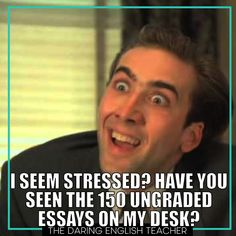 I SEEM STRESSED? HAVE YOU
SEEN THE 150 UNGRADED
ESSAYS ON MY DESK?
THE DARING ENGLISH TEACHER